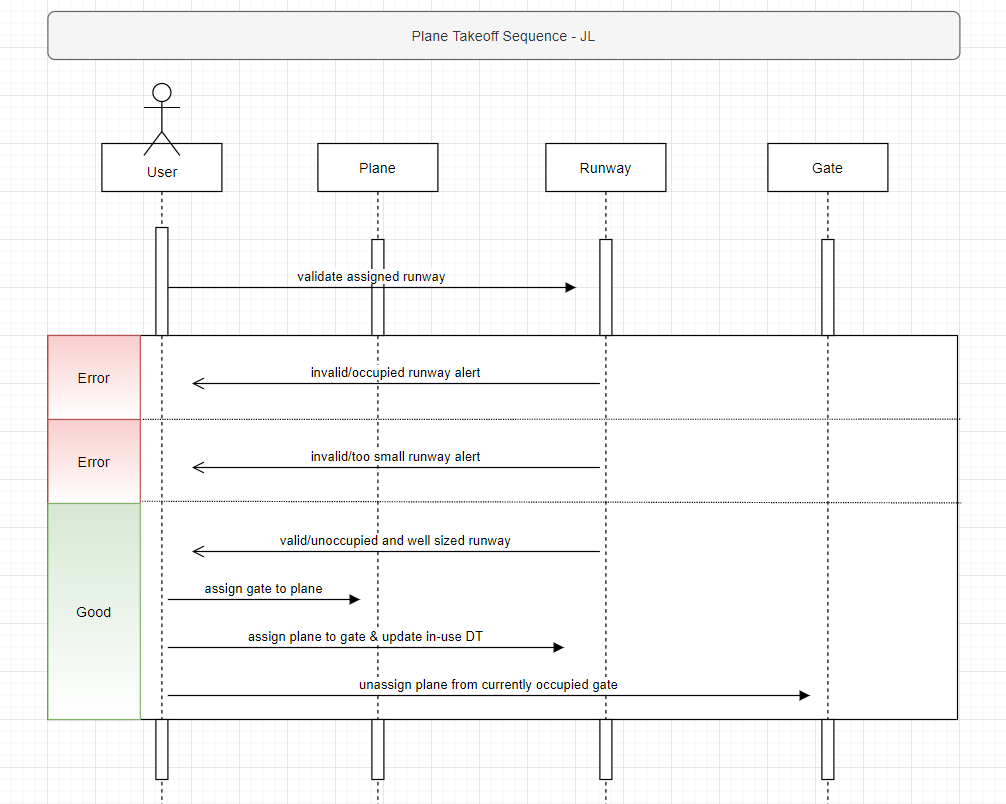 Plane Takeoff Sequence - JL
User
Plane
Runway
Gate
validate assigned runway
Error
invalid/occupied runway alert
Error
invalid/too small runway alert
Good
valid/unoccupied and well sized runway
assign gate to plane
assign plane to gate & update in-use DT
unassign plane from currently occupied gate